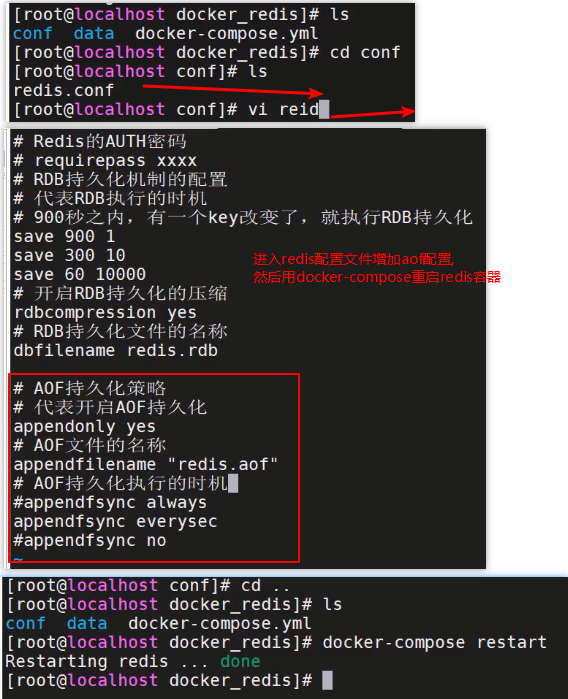 [root@localhost docker_redis]# ls
conf  data  docker-compose.yml
[root@localhost docker_redis]# cd conf
[root@localhost conf]# ls
redis.conf
[root@localhost conf]# vi reid
# Redis的AUTH密码
# requirepass xxxx
# RDB持久化机制的配置
# 代表RDB执行的时机
# 900秒之内，有一个key改变了，就执行RDB持久化
save 900 1
save 300 10
save 60 10000
进入redis配置文件增加aof配置,
然后用docker-compose重启redis容器
# 开启RDB持久化的压缩
rdbcompression yes
# RDB持久化文件的名称
dbfilename redis.rdb
# AOF持久化策略
# 代表开启AOF持久化
appendonly yes
# AOF文件的名称
appendfilename "redis.aof"
# AOF持久化执行的时机
#appendfsync always
appendfsync everysec
#appendfsync no
~
[root@localhost conf]# cd ..
[root@localhost docker_redis]# ls
conf  data  docker-compose.yml
[root@localhost docker_redis]# docker-compose restart
Restarting redis ... done
[root@localhost docker_redis]#